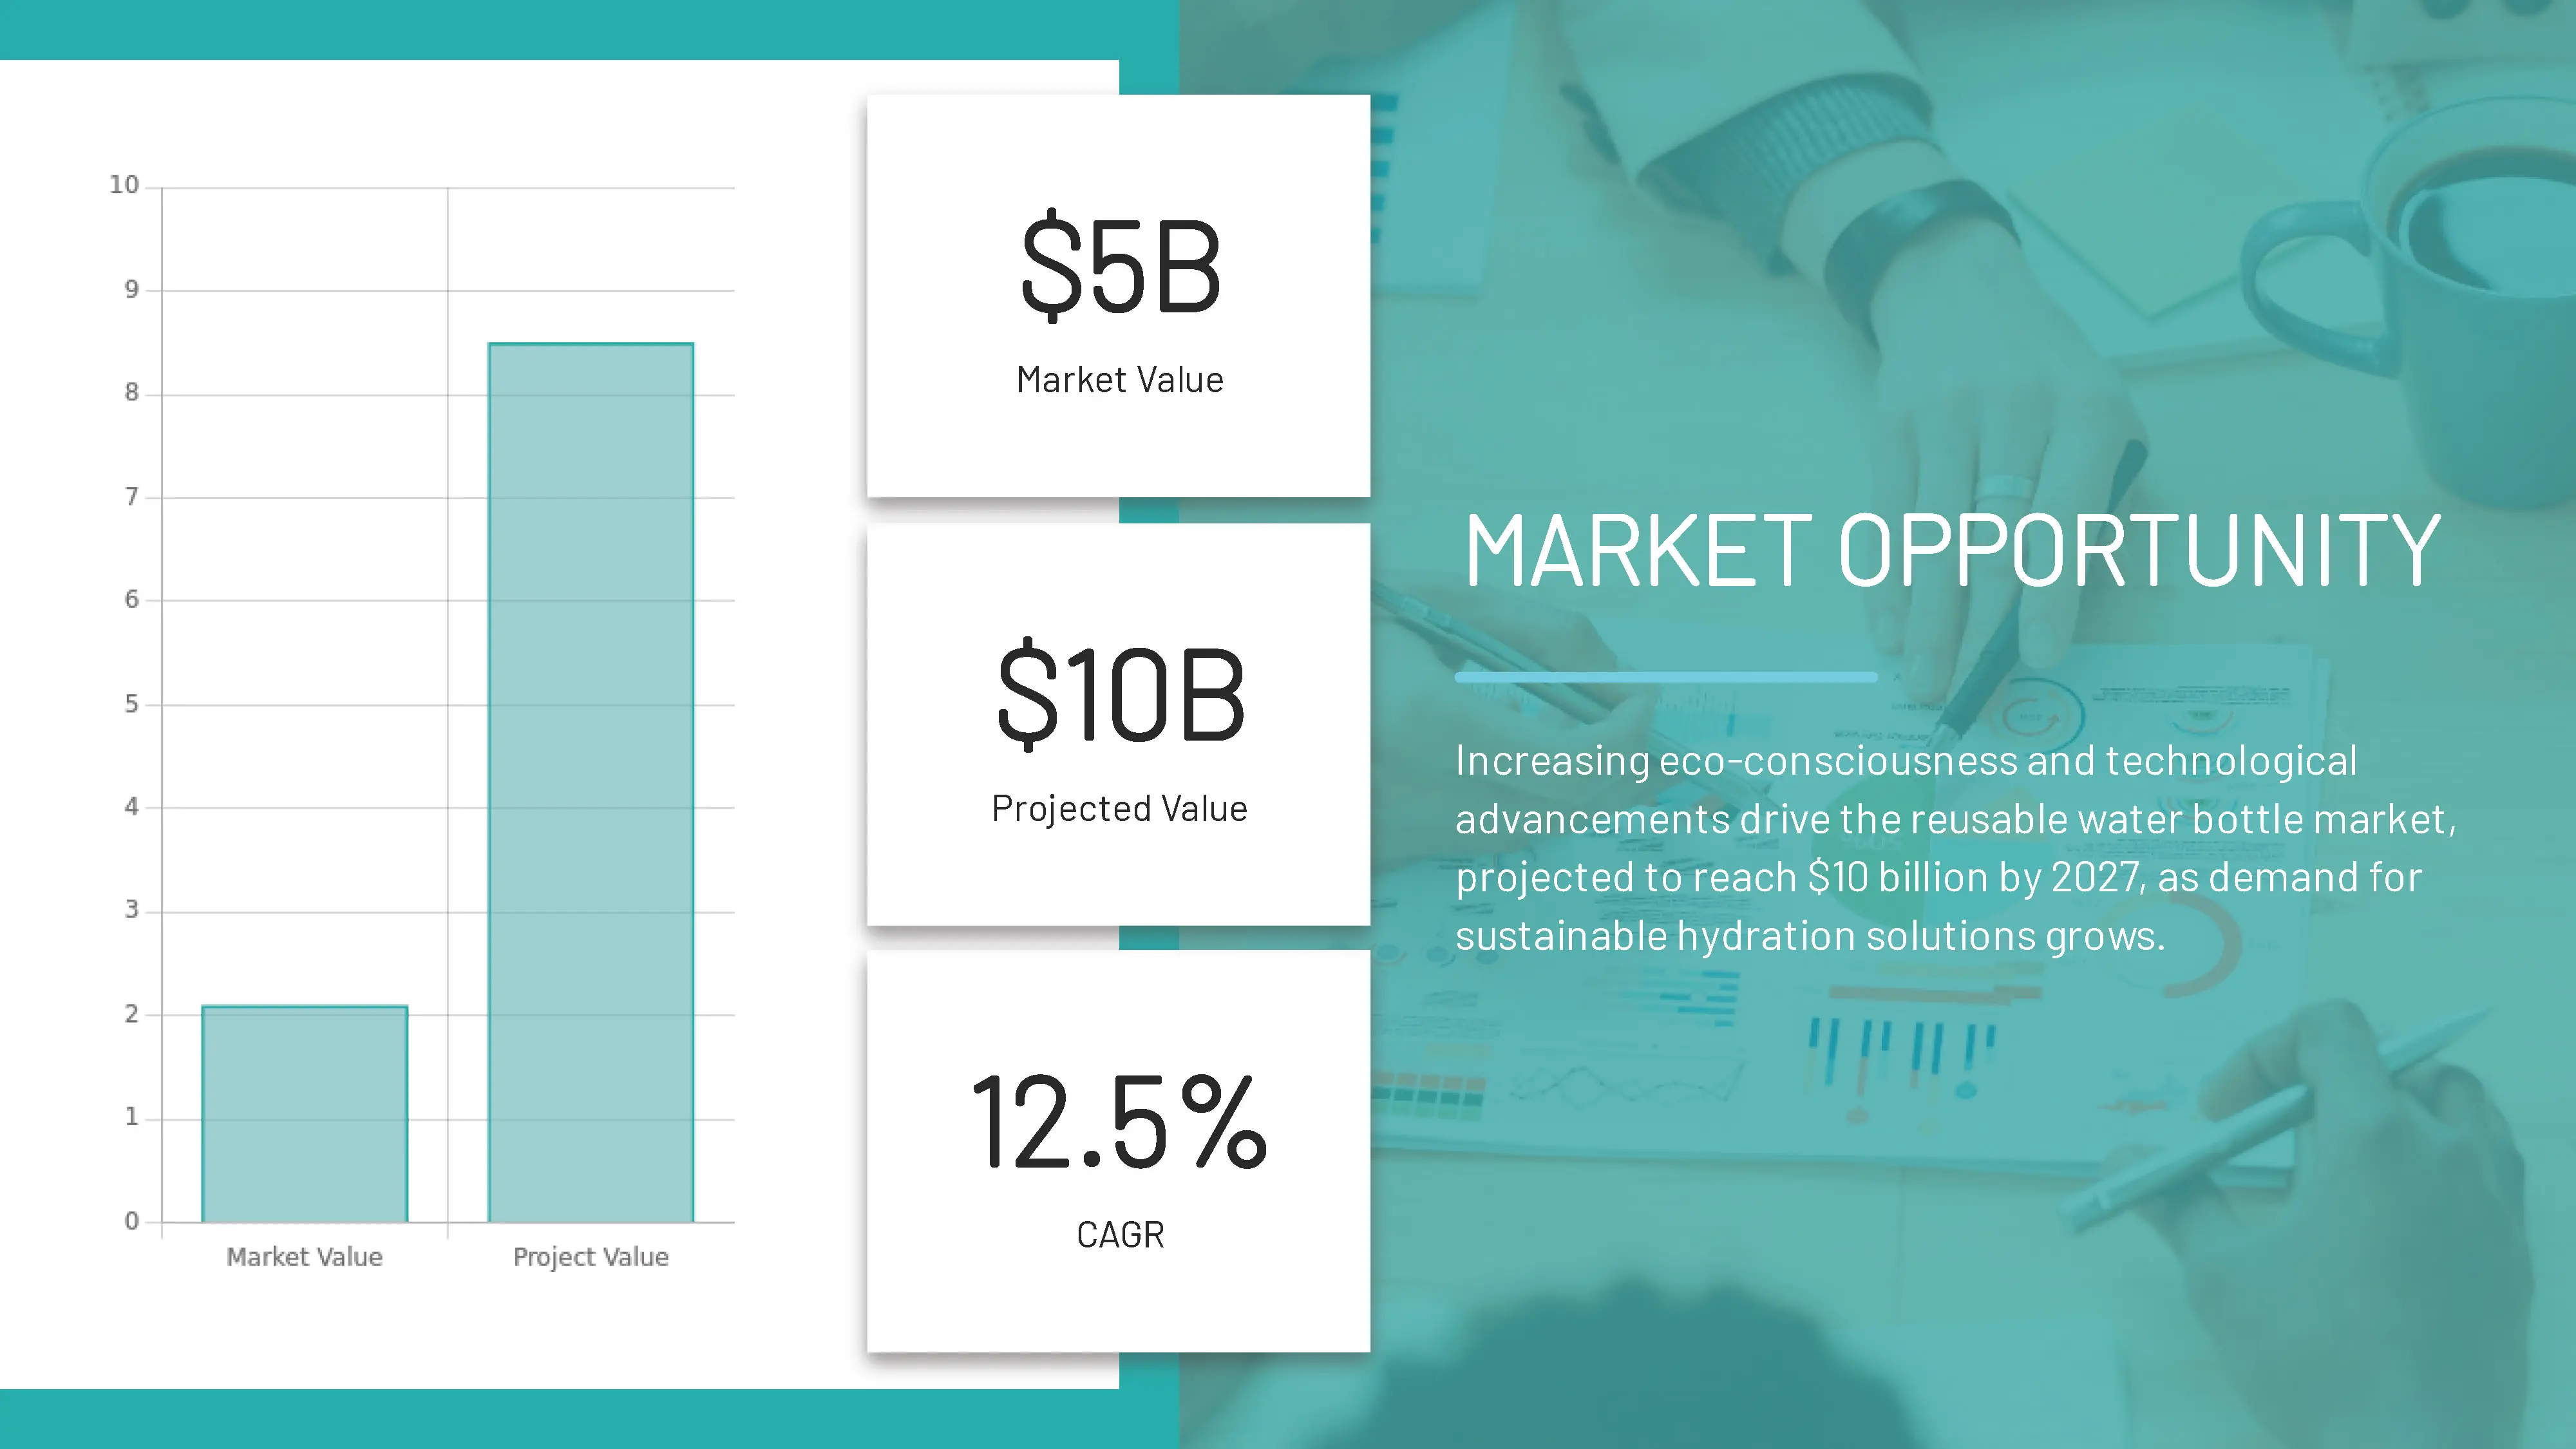 10
9
8
7
6
5
4
3
2
1
0
Market Value
Project Value
$5B
Market Value
$10B
Projected Value
12.5%
CAGR
MARKET OPPORTUNITY
Increasing eco-consciousness and technological
advancements drive the reusable water bottle market,
projected to reach $10 billion by 2027, as demand for
sustainable hydration solutions grows.